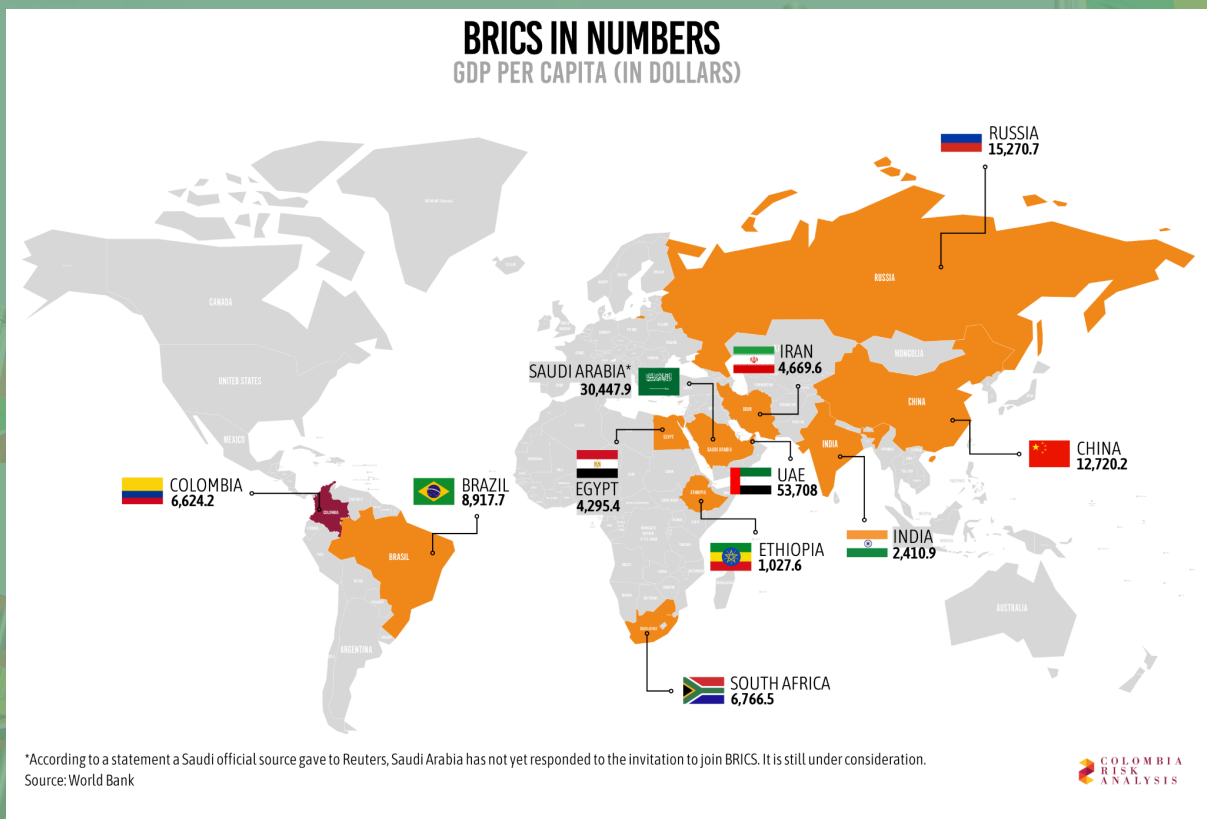 BRICS IN NUMBERS
GDP PER CAPITA (IN DOLLARS)
RUSSIA
15,270.7
CANADA
RUSSIA
UNITED STATES
MONGOLIA
IRAN
4,669.6
SAUDI ARABIA*
30,447.9
MEXICO
IRAN
CHINA
EGYPT
SAUDI ARABIA
INDIA
CHINA
12,720.2
COLOMBIA
6,624.2
BRAZIL
8,917.7
EGYPT
4,295.4
UAE
53,708
ETHIOPIA
COLOMBIA
BRASIL
ETHIOPIA
1,027.6
INDIA
2,410.9
AUSTRALIA
ARGENTINA
SOUTH AFRICA
6,766.5
*According to a statement a Saudi official source gave to Reuters, Saudi Arabia has not yet responded to the invitation to join BRICS. It is still under consideration.
Source: World Bank
COLOMBIA
RISK
ANALYSIS